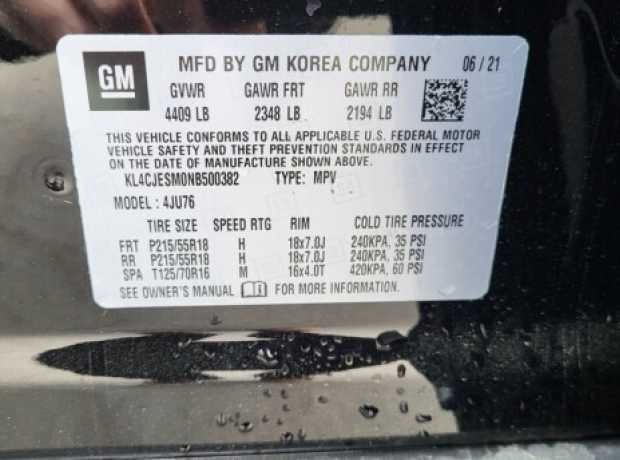 GM MFD BY GM KOREA COMPANY 06/21
GVWR GAWR FRT GAWR RR
4409 LB 2348 LB 2194 LB
THIS VEHICLE CONFORMS TO ALL APPLICABLE U.S. FEDERAL MOTOR
VEHICLE SAFETY AND THEFT PREVENTION STANDARDS IN EFFECT
ON THE DATE OF MANUFACTURE SHOWN ABOVE.
KL4CJESM0NB500382 TYPE: MPV
MODEL: 4JU76
TIRE SIZE SPEED RTG RIM COLD TIRE PRESSURE
FRT P215/55R18 H 18x7.0J 240KPA, 35 PSI
RR P215/55R18 H 18x7.0J 240KPA, 35 PSI
SPA T125/70R16 M 16x4.0T 420KPA, 60 PSI
SEE OWNER'S MANUAL FOR MORE INFORMATION.